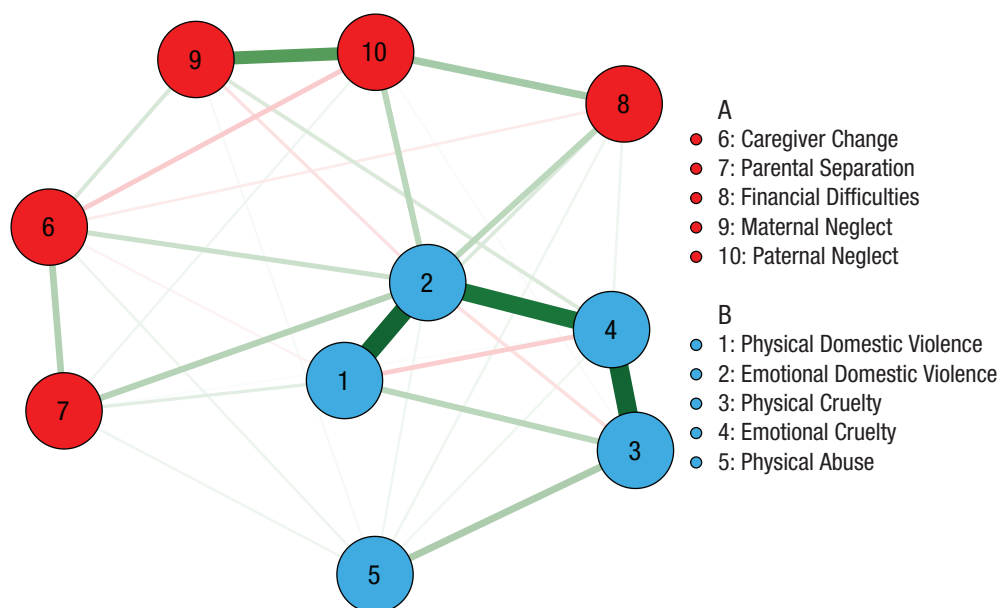 9
10
8
6
2
4
1
7
3
5
A
6: Caregiver Change
7: Parental Separation
8: Financial Difficulties
9: Maternal Neglect
10: Paternal Neglect
B
1: Physical Domestic Violence
2: Emotional Domestic Violence
3: Physical Cruelty
4: Emotional Cruelty
5: Physical Abuse